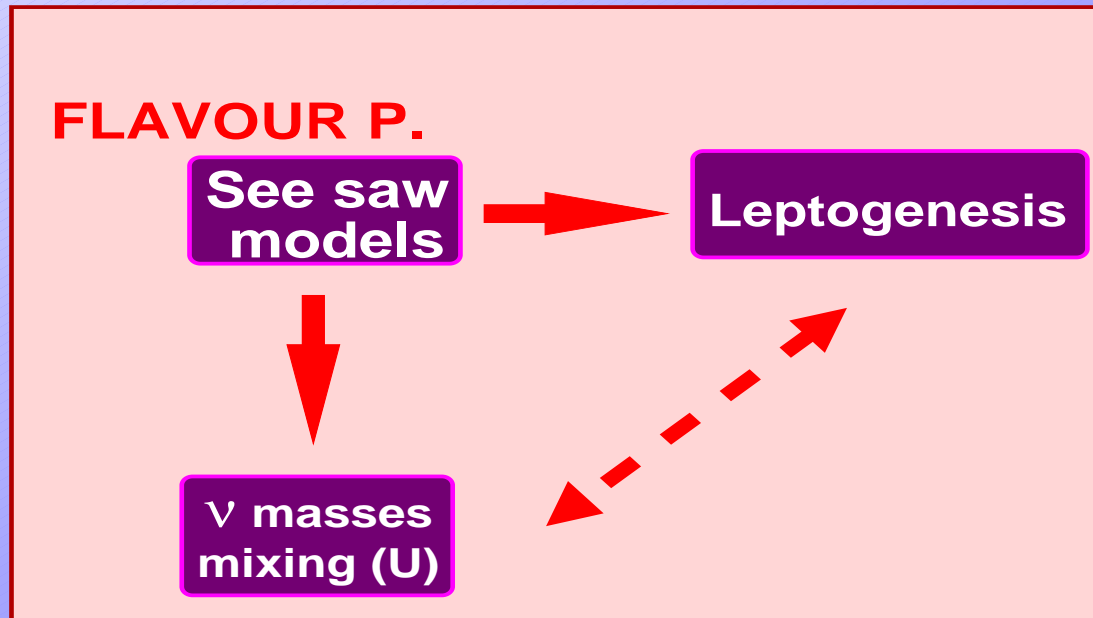 FLAVOUR P.
See saw
models
Leptogenesis
ν masses
mixing (U)